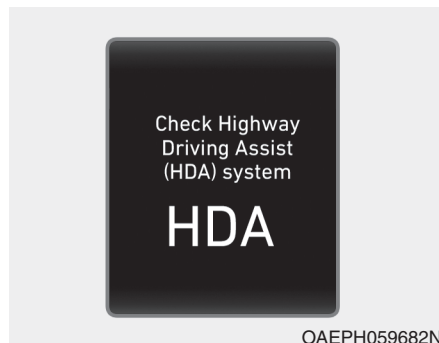 Check Highway
Driving Assist
(HDA) system
HDA
OAEPH059682N